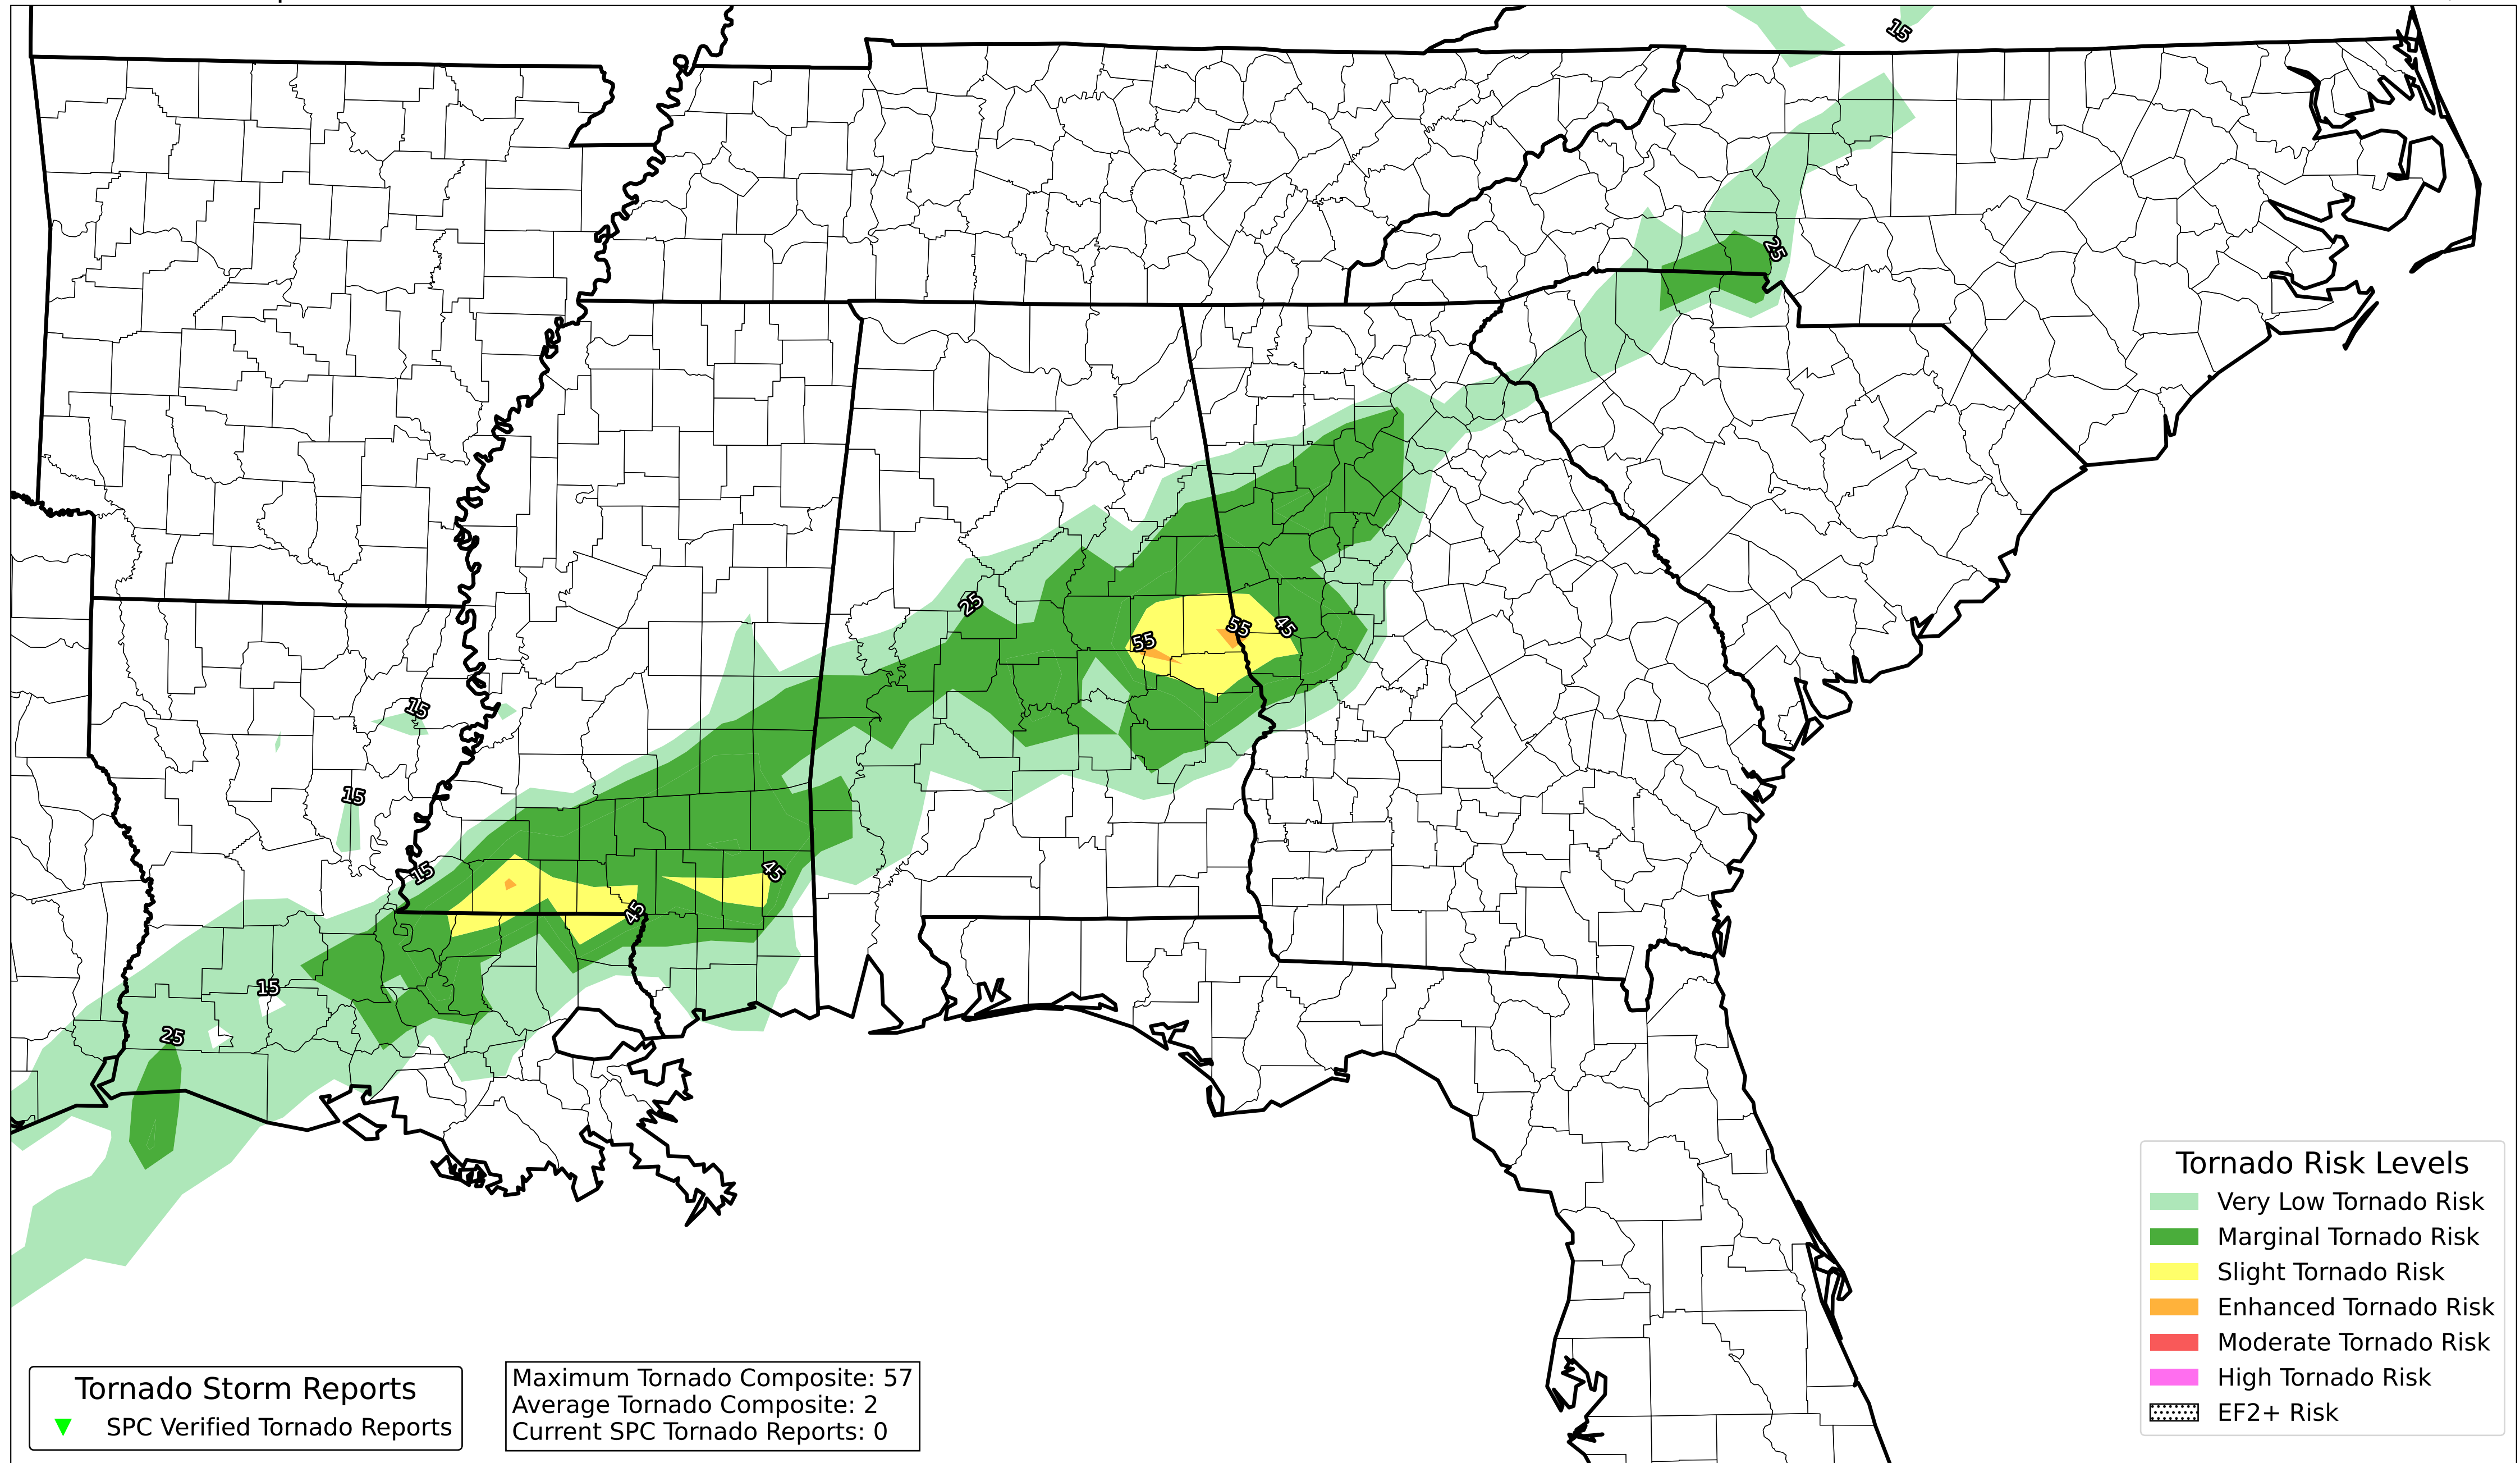 15
25
25
55
55
45
15
15
45
15
45
15
25
Tornado Risk Levels
Very Low Tornado Risk
Marginal Tornado Risk
Slight Tornado Risk
Enhanced Tornado Risk
Moderate Tornado Risk
High Tornado Risk
EF2+ Risk
Tornado Storm Reports
SPC Verified Tornado Reports
Maximum Tornado Composite: 57
Average Tornado Composite: 2
Current SPC Tornado Reports: 0